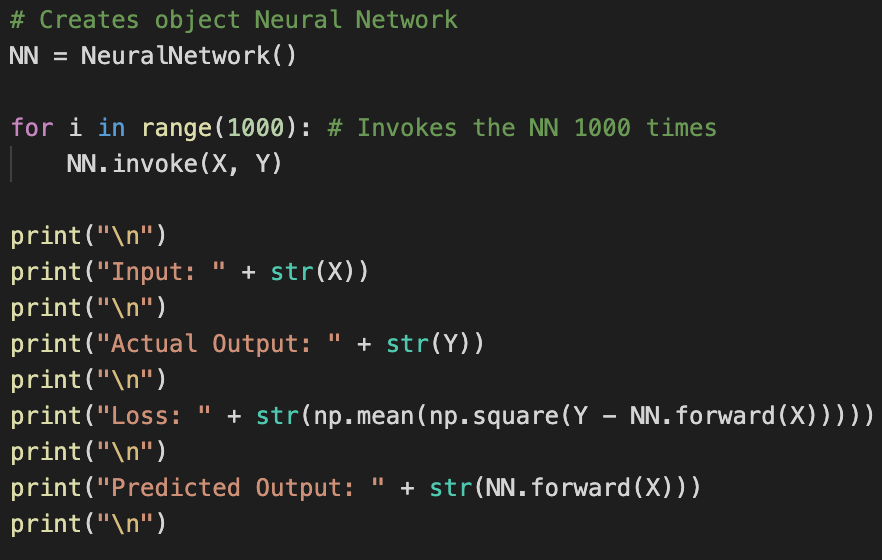 # Creates object Neural Network
NN = NeuralNetwork()
for i in range(1000): # Invokes the NN 1000 times
    NN.invoke(X, Y)
print("\n")
print("Input: " + str(X))
print("\n")
print("Actual Output: " + str(Y))
print("\n")
print("Loss: " + str(np.mean(np.square(Y - NN.forward(X)))))
print("\n")
print("Predicted Output: " + str(NN.forward(X)))
print("\n")